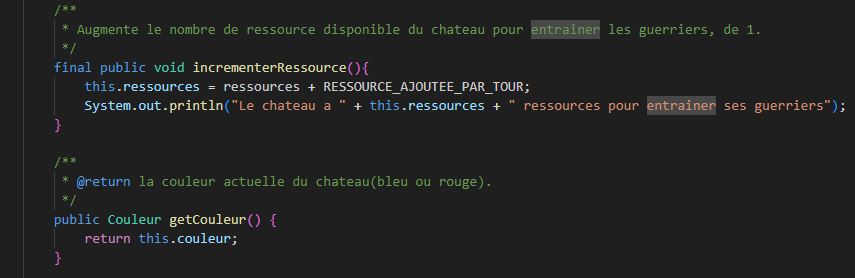 /**
* Augmente le nombre de ressource disponible du chateau pour entrainer les guerriers, de 1.
*/
final public void incrementerRessource(){
this.ressources = ressources + RESSOURCE_AJOUTEE_PAR_TOUR;
System.out.println("Le chateau a " + this.ressources + " ressources pour entrainer ses guerriers");
}
/**
* @return la couleur actuelle du chateau(bleu ou rouge).
*/
public Couleur getCouleur() {
return this.couleur;
}